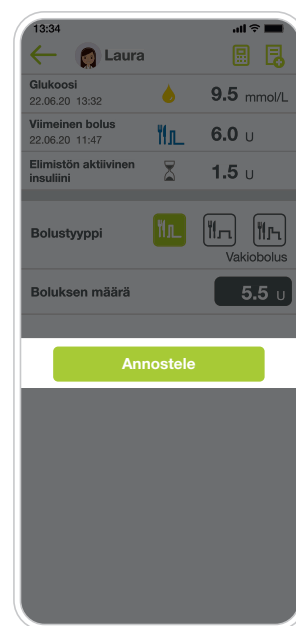 13:34
Laura
Glukoosi
22.06.20 13:32
9.5 mmol/L
Viimeinen bolus
22.06.20 11:47
6.0 U
Elimistön aktiivinen
insuliini
1.5 U
Bolustyyppi
Vakiobolus
Boluksen määrä
5.5 U
Annostele